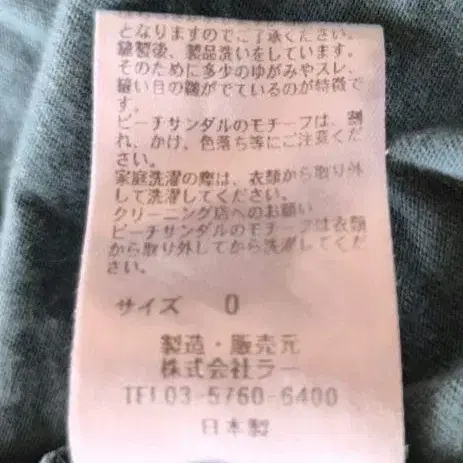 となりますのでご了承ください。
縫製後、製品洗いをしています。
そのために多少のゆがみやスレ、
縫い目の皺がでているのが特徴で
す。
ビーチサンダルのモチーフは、割
れ、かけ、色落ち等にご注意くだ
さい。
家庭洗濯の際は、衣類から取り外
して洗濯してください。
クリーニング店へのお願い
ビーチサンダルのモチーフは衣類
から取り外してから洗濯してくだ
さい。
サイズ 0
製造・販売元
株式会社ラー
TEL03-5760-6400
日本製